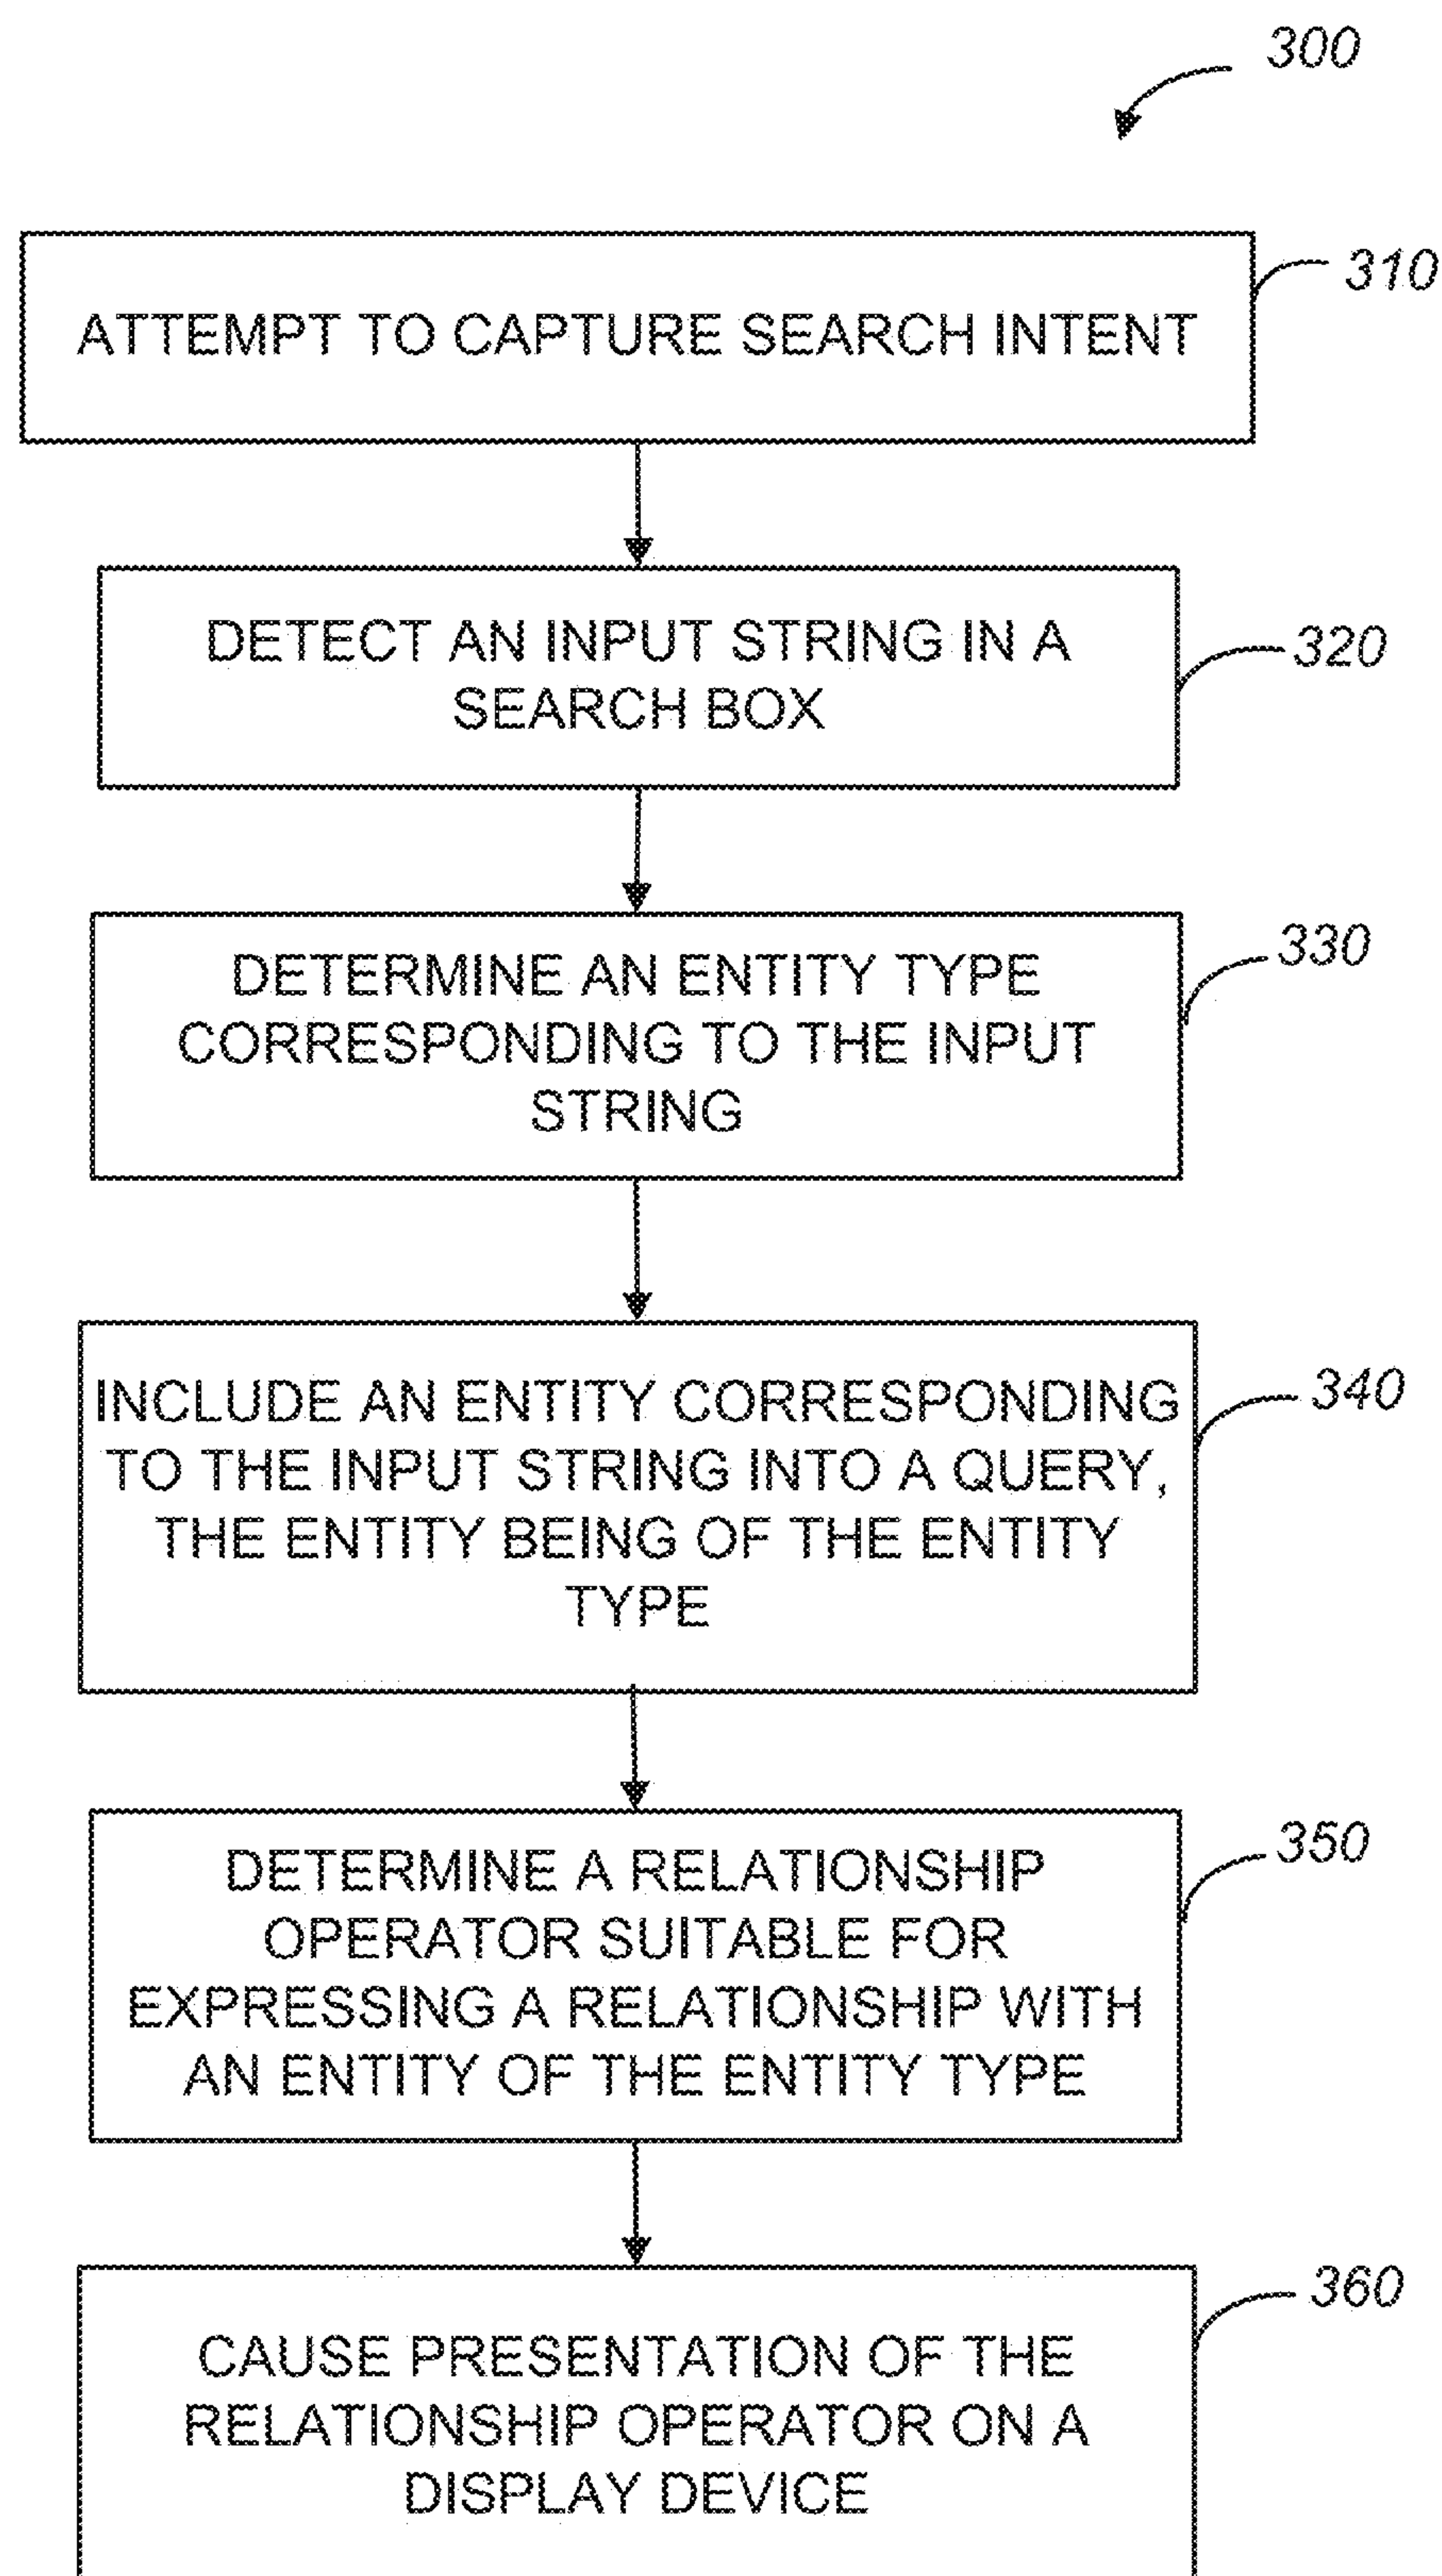 300
310
ATTEMPT TO CAPTURE SEARCH INTENT
320
DETECT AN INPUT STRING IN A
SEARCH BOX
330
DETERMINE AN ENTITY TYPE
CORRESPONDING TO THE INPUT
STRING
340
INCLUDE AN ENTITY CORRESPONDING
TO THE INPUT STRING INTO A QUERY,
THE ENTITY BEING OF THE ENTITY
TYPE
350
DETERMINE A RELATIONSHIP
OPERATOR SUITABLE FOR
EXPRESSING A RELATIONSHIP WITH
AN ENTITY OF THE ENTITY TYPE
360
CAUSE PRESENTATION OF THE
RELATIONSHIP OPERATOR ON A
DISPLAY DEVICE